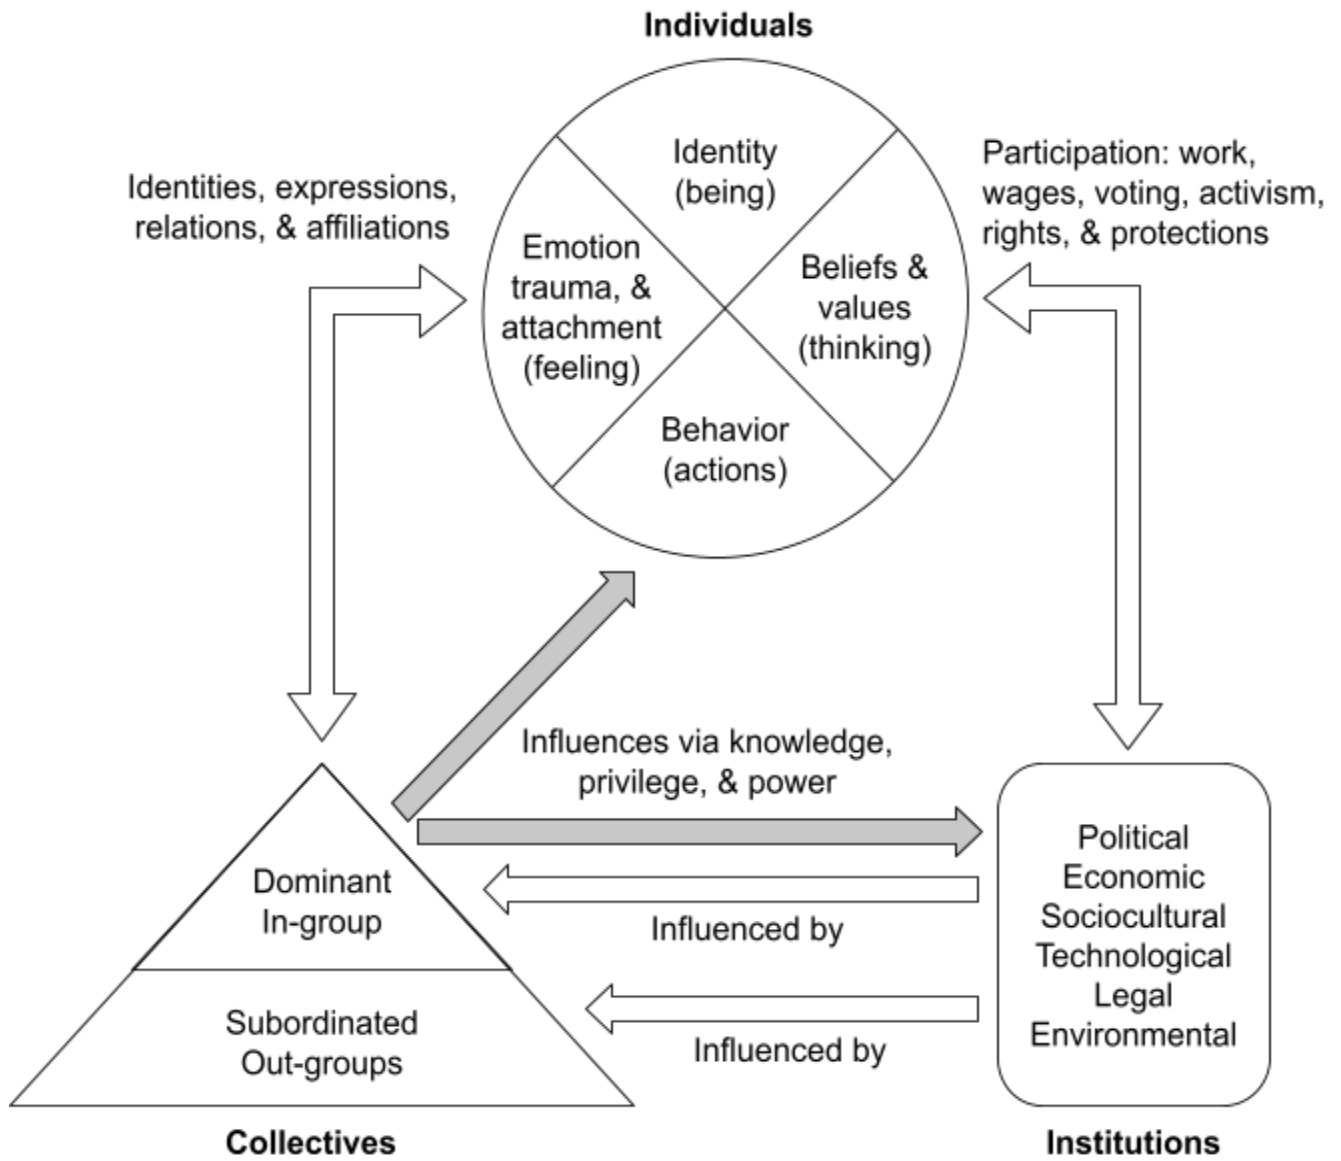 Individuals
Identity
(being)
Identities, expressions,
relations, & affiliations
Participation: work,
wages, voting, activism,
rights, & protections
Emotion
trauma, &
attachment
(feeling)
Beliefs &
values
(thinking)
Behavior
(actions)
Influences via knowledge,
privilege, & power
Dominant
In-group
Influenced by
Subordinated
Out-groups
Influenced by
Political
Economic
Sociocultural
Technological
Legal
Environmental
Collectives
Institutions